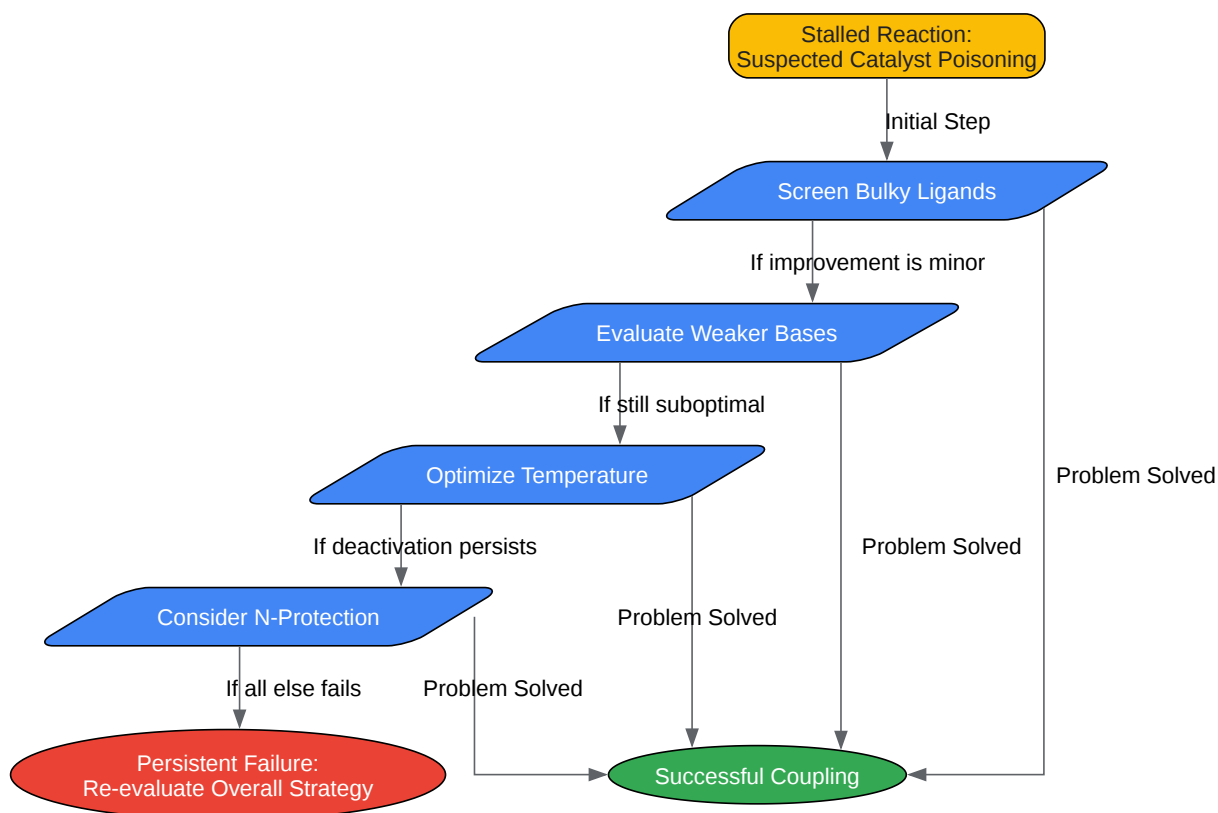 Stalled Reaction:
Suspected Catalyst Poisoning
Initial Step
Screen Bulky Ligands
If improvement is minor
Evaluate Weaker Bases
If still suboptimal
Optimize Temperature
Problem Solved
If deactivation persists
Problem Solved
Consider N-Protection
Problem Solved
If all else fails
Problem Solved
Persistent Failure:
Re-evaluate Overall Strategy
Successful Coupling